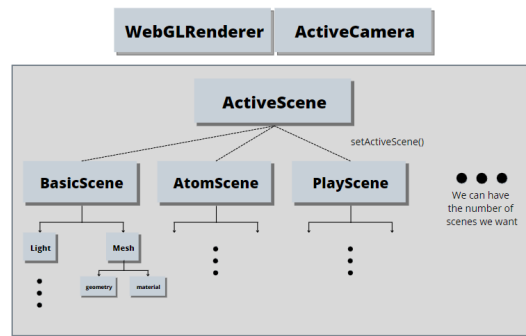 WebGLRenderer
ActiveCamera
ActiveScene
setActiveScene()
BasicScene
AtomScene
PlayScene
We can have
the number of
scenes we want
Light
Mesh
geometry
material